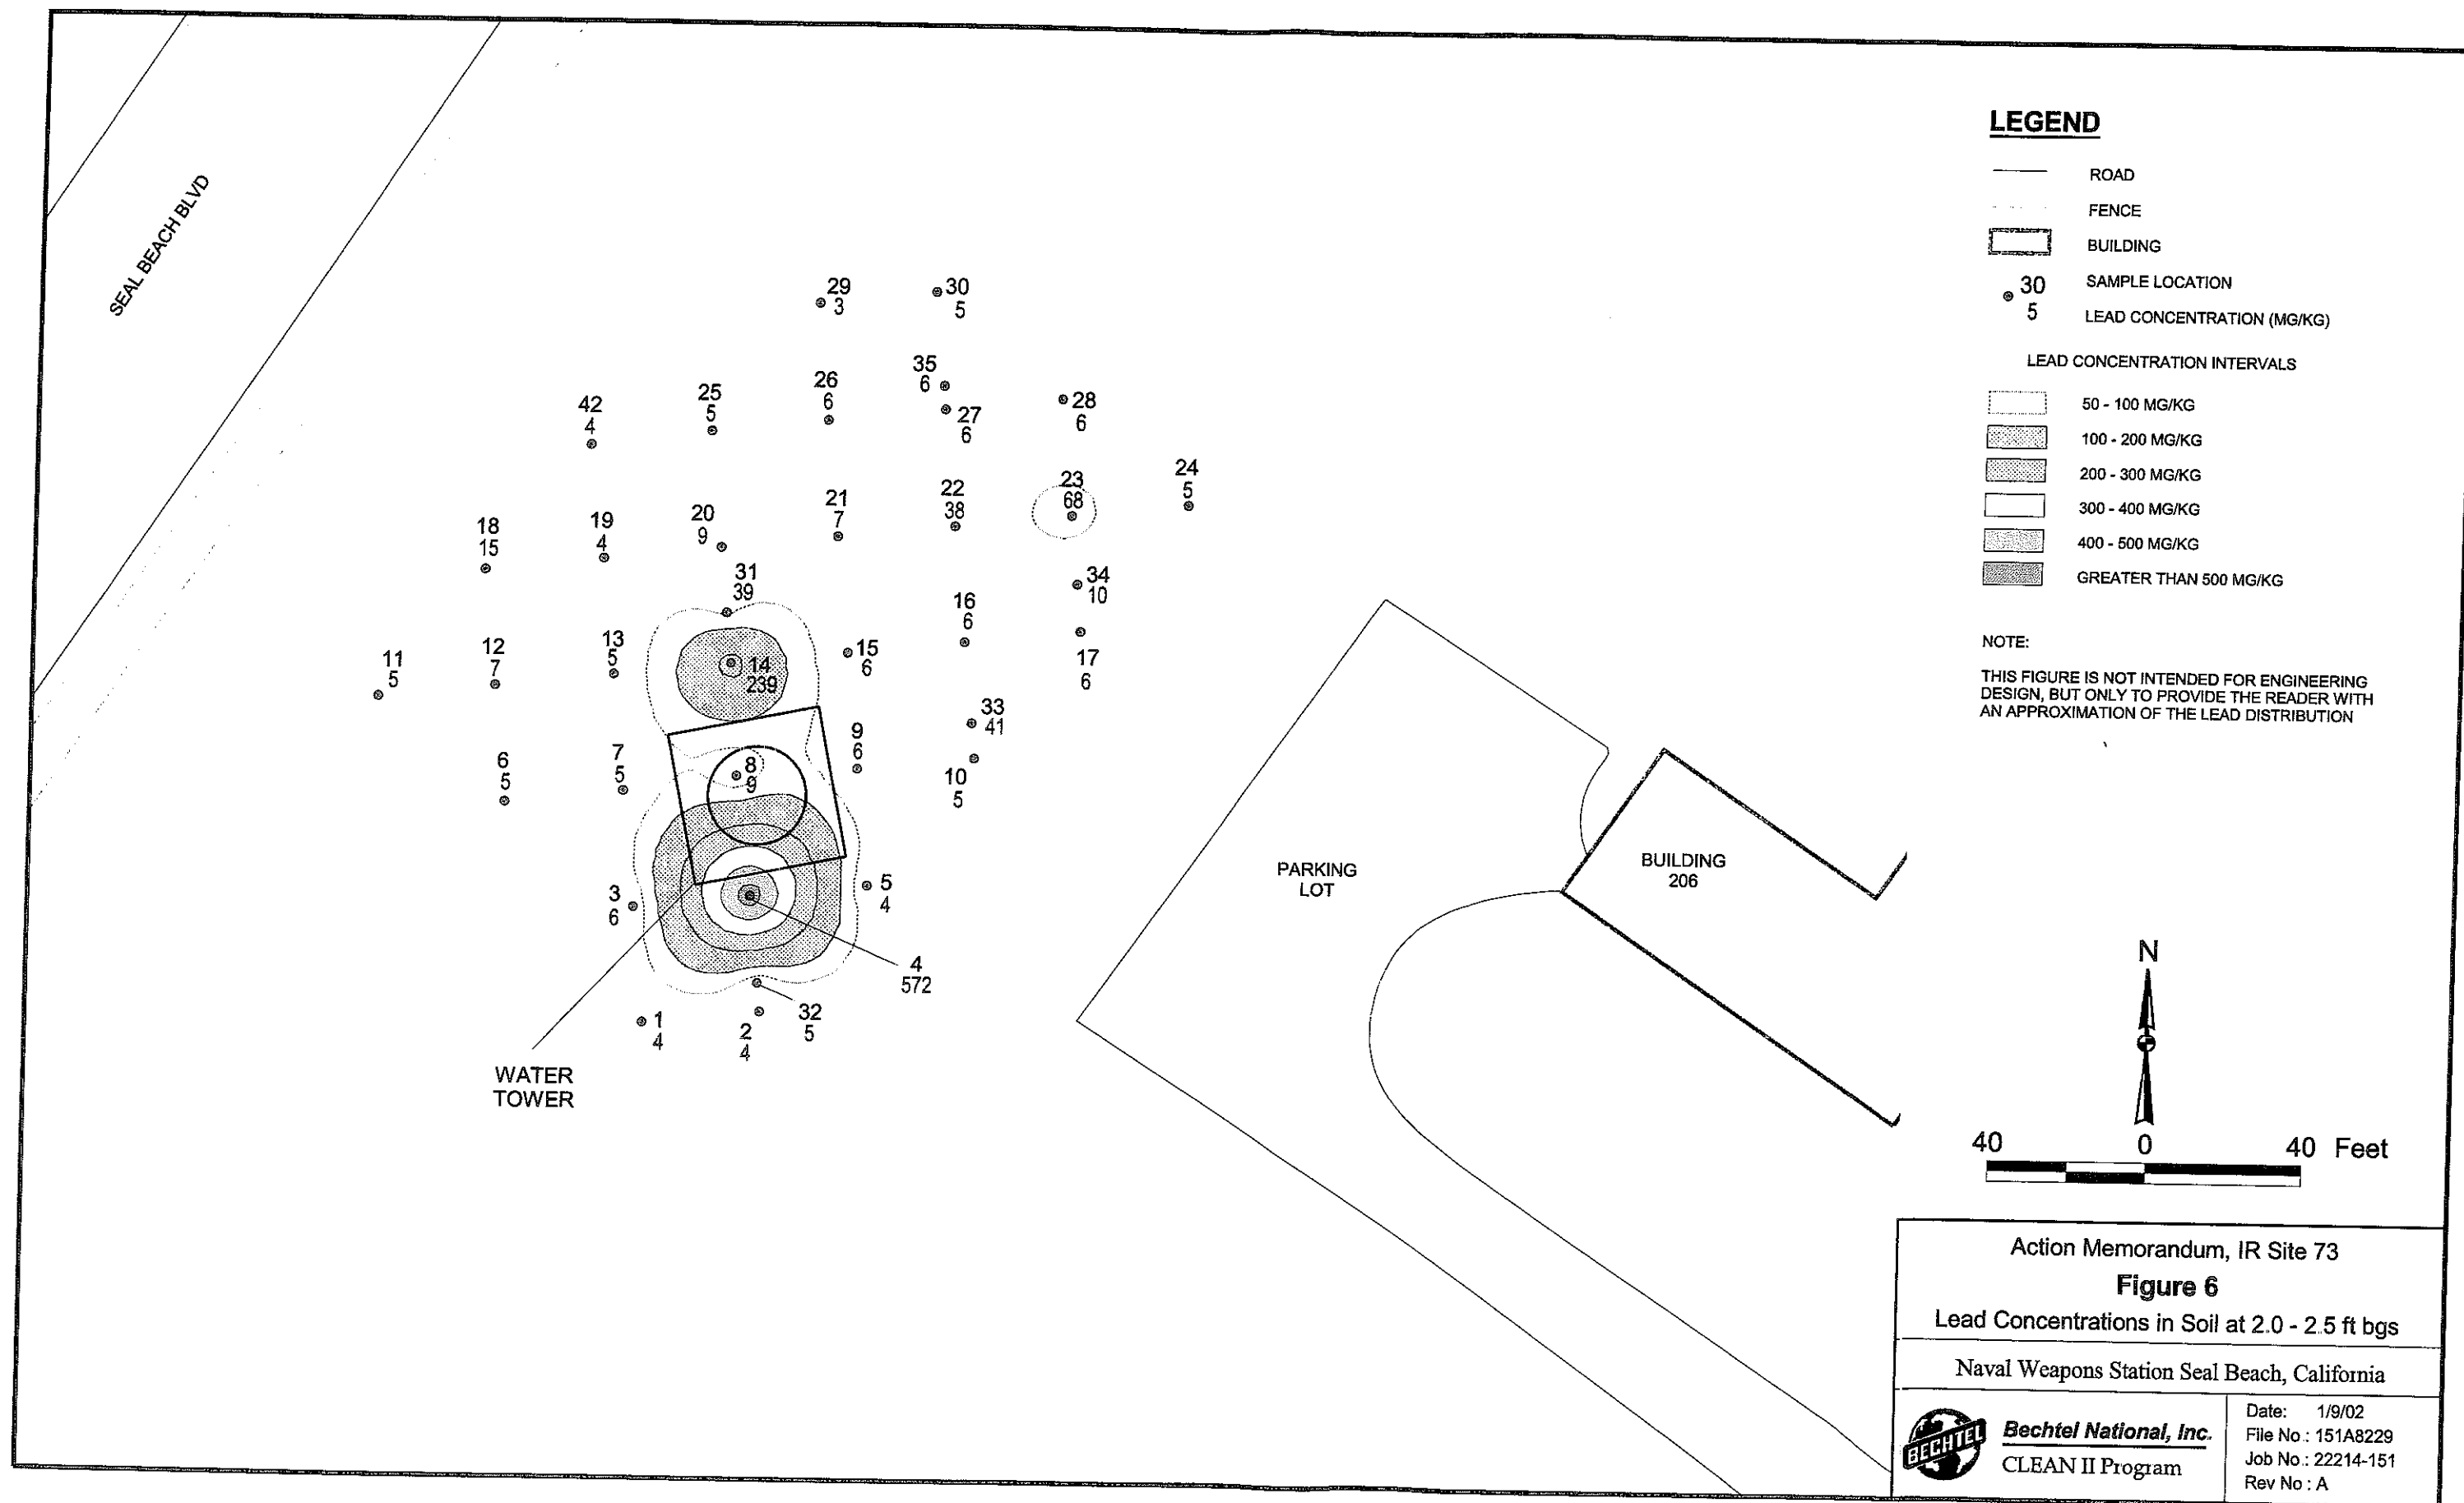 SEAL BEACH BLVD
29
3
30
5
35
6
26
6
25
5
42
4
27
6
28
6
24
5
23
68
22
38
21
7
20
9
19
4
18
15
31
39
34
10
16
6
13
5
12
7
11
5
14
239
15
6
17
6
33
41
9
6
8
9
7
5
6
5
10
5
3
6
5
4
4
572
32
5
1
4
2
4
WATER
TOWER
PARKING
LOT
BUILDING
206
LEGEND
ROAD
FENCE
BUILDING
30 SAMPLE LOCATION
5 LEAD CONCENTRATION (MG/KG)
LEAD CONCENTRATION INTERVALS
50 - 100 MG/KG
100 - 200 MG/KG
200 - 300 MG/KG
300 - 400 MG/KG
400 - 500 MG/KG
GREATER THAN 500 MG/KG
NOTE:
THIS FIGURE IS NOT INTENDED FOR ENGINEERING
DESIGN, BUT ONLY TO PROVIDE THE READER WITH
AN APPROXIMATION OF THE LEAD DISTRIBUTION
N
40 0 40 Feet
Action Memorandum, IR Site 73
Figure 6
Lead Concentrations in Soil at 2.0 - 2.5 ft bgs
Naval Weapons Station Seal Beach, California
BECHTEL
Bechtel National, Inc.
CLEAN II Program
Date: 1/9/02
File No.: 151A8229
Job No.: 22214-151
Rev No : A